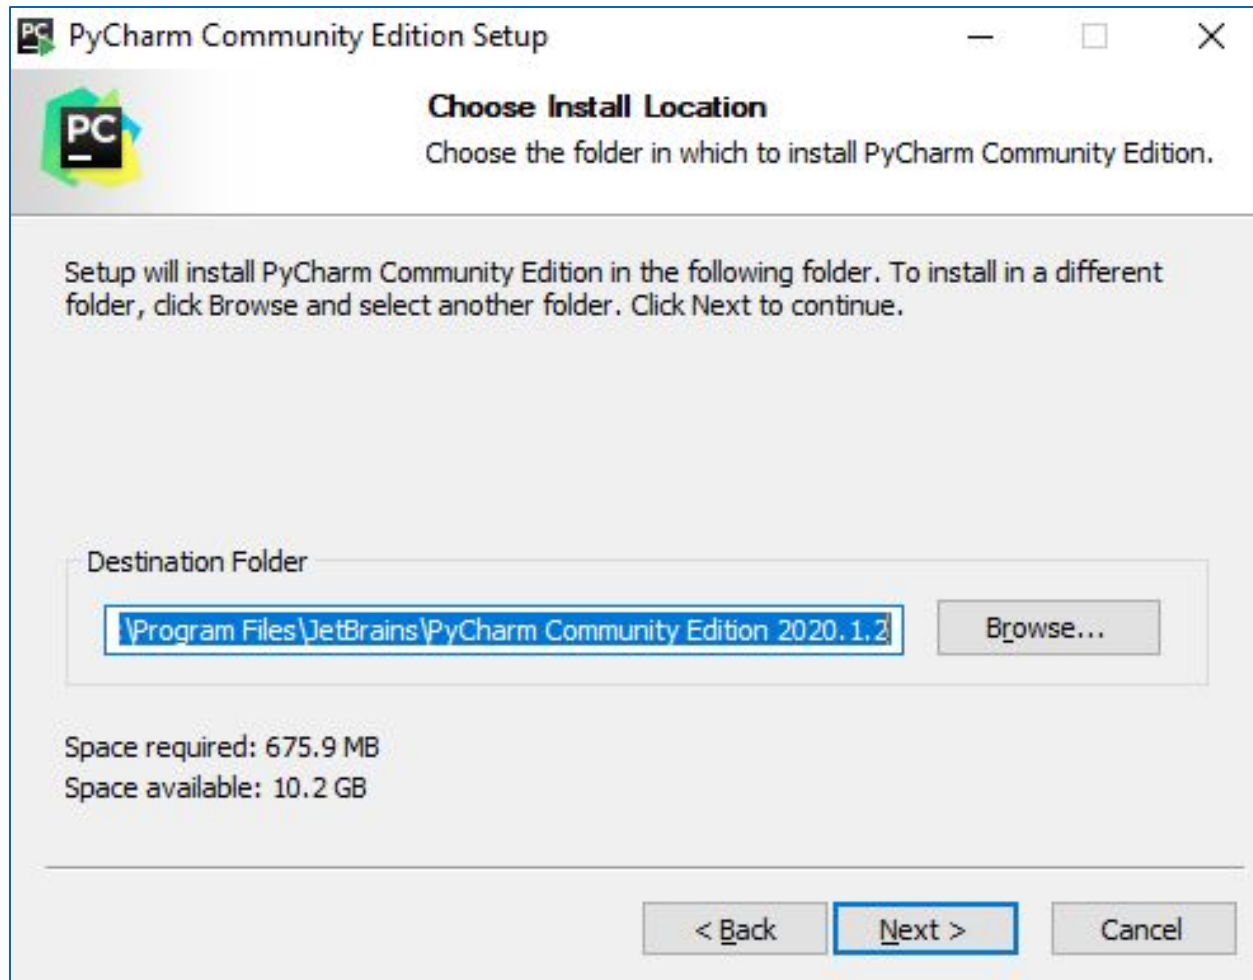 PyCharm Community Edition Setup
PC
Choose Install Location
Choose the folder in which to install PyCharm Community Edition.
Setup will install PyCharm Community Edition in the following folder. To install in a different
folder, click Browse and select another folder. Click Next to continue.
Destination Folder
:\Program Files\JetBrains\PyCharm Community Edition 2020.1.2
Browse...
Space required: 675.9 MB
Space available: 10.2 GB
< Back
Next >
Cancel